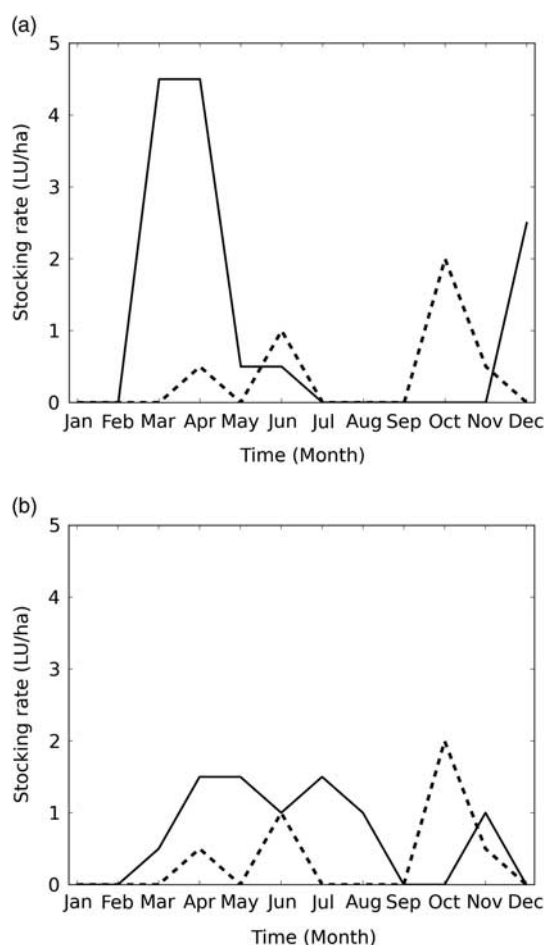 (a)
5
4
3
2
1
0
Stocking rate (LU/ha)
Jan Feb Mar Apr May Jun Jul Aug Sep Oct Nov Dec
Time (Month)
(b)
5
4
3
2
1
0
Stocking rate (LU/ha)
Jan Feb Mar Apr May Jun Jul Aug Sep Oct Nov Dec
Time (Month)